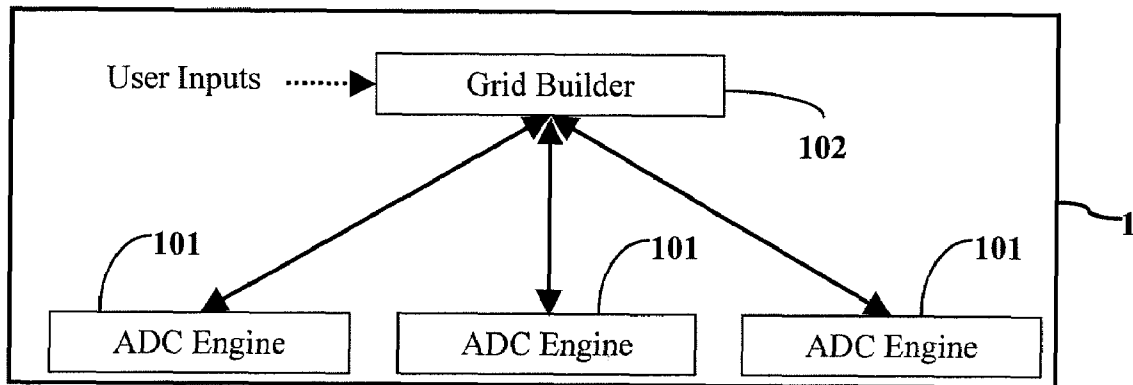 User Inputs
Grid Builder
102
1
101
101
101
ADC Engine
ADC Engine
ADC Engine